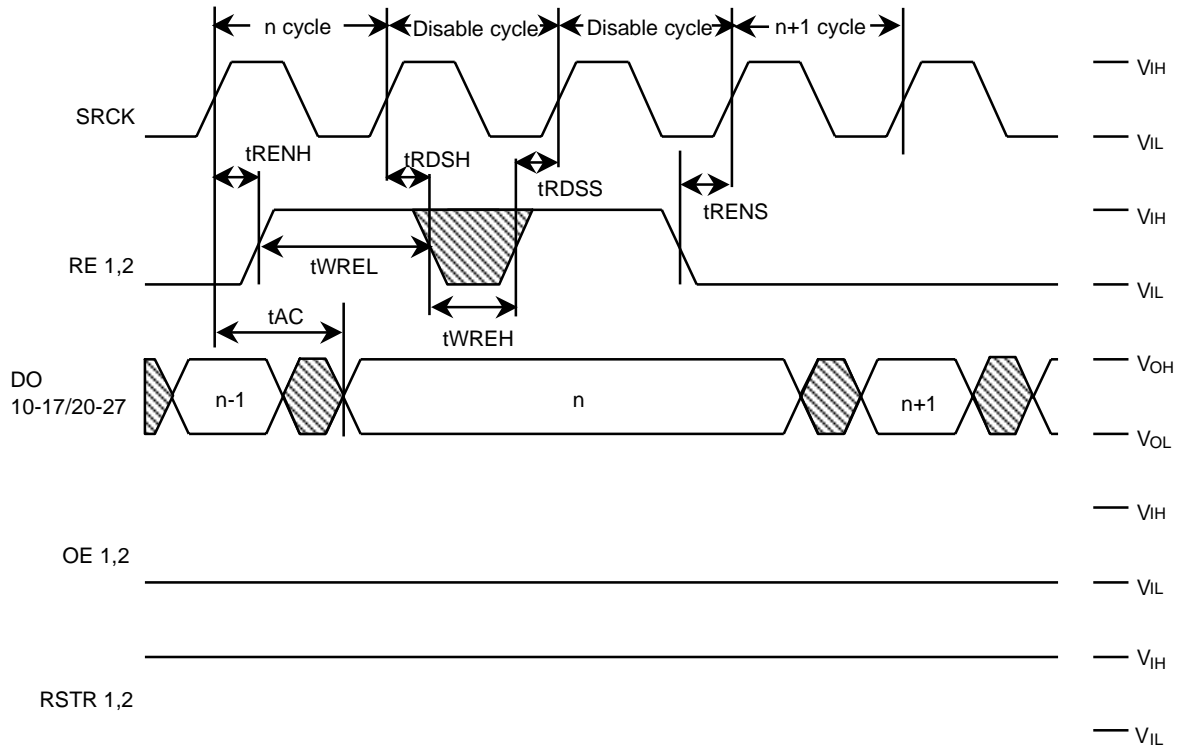 n cycle Disable cycle Disable cycle n+1 cycle
VIH
SRCK
VIL
tRENH tRDSH tRDSS tRENS
VIH
RE 1,2
tWREL
VIL
tAC tWREH
VOH
DO
10-17/20-27
n-1 n n+1
VOL
VIH
OE 1,2
VIL
VIH
RSTR 1,2
VIL